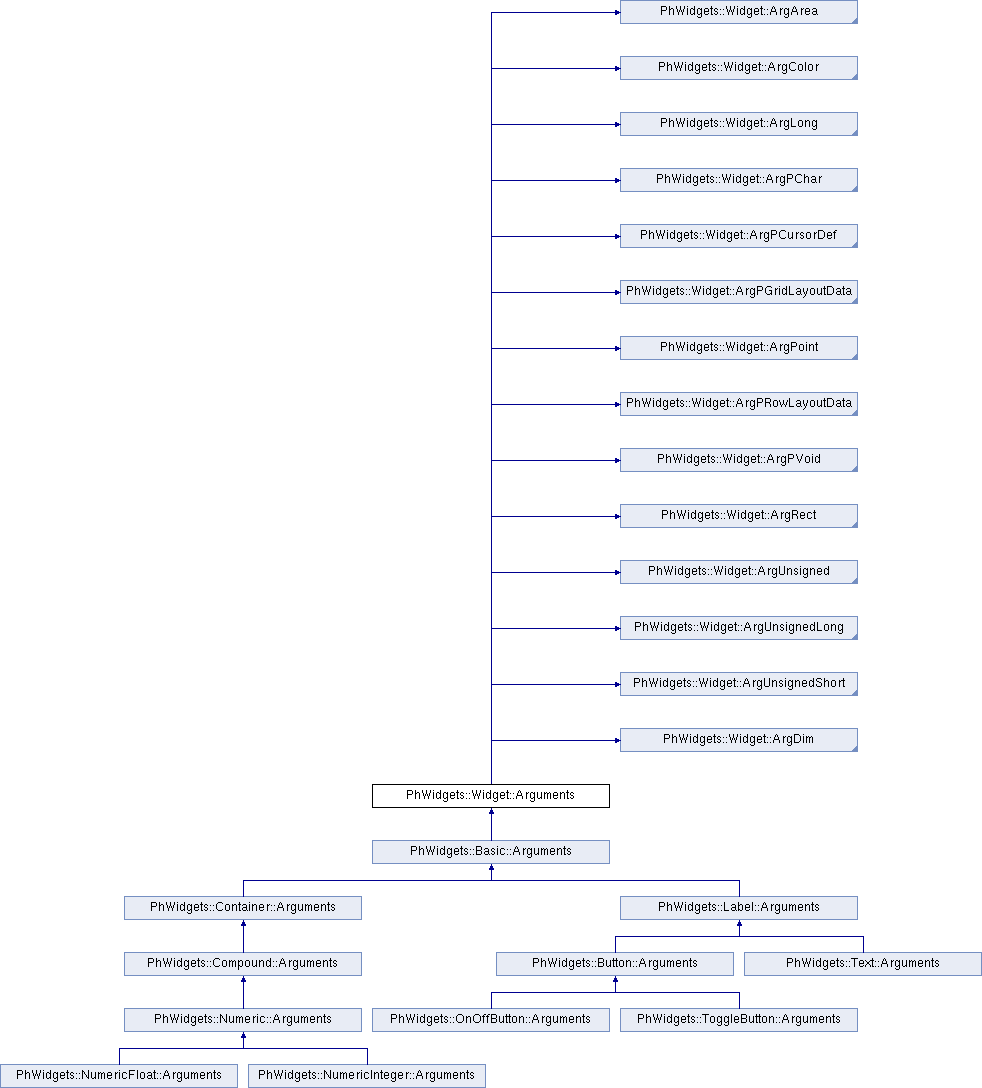 PhWidgets::Widget::ArgArea
PhWidgets::Widget::ArgColor
PhWidgets::Widget::ArgLong
PhWidgets::Widget::ArgPChar
PhWidgets::Widget::ArgPCursorDef
PhWidgets::Widget::ArgPGridLayoutData
PhWidgets::Widget::ArgPoint
PhWidgets::Widget::ArgPRowLayoutData
PhWidgets::Widget::ArgPVoid
PhWidgets::Widget::ArgRect
PhWidgets::Widget::ArgUnsigned
PhWidgets::Widget::ArgUnsignedLong
PhWidgets::Widget::ArgUnsignedShort
PhWidgets::Widget::ArgDim
PhWidgets::Widget::Arguments
PhWidgets::Basic::Arguments
PhWidgets::Container::Arguments
PhWidgets::Label::Arguments
PhWidgets::Compound::Arguments
PhWidgets::Button::Arguments
PhWidgets::Text::Arguments
PhWidgets::Numeric::Arguments
PhWidgets::OnOffButton::Arguments
PhWidgets::ToggleButton::Arguments
PhWidgets::NumericFloat::Arguments
PhWidgets::NumericInteger::Arguments